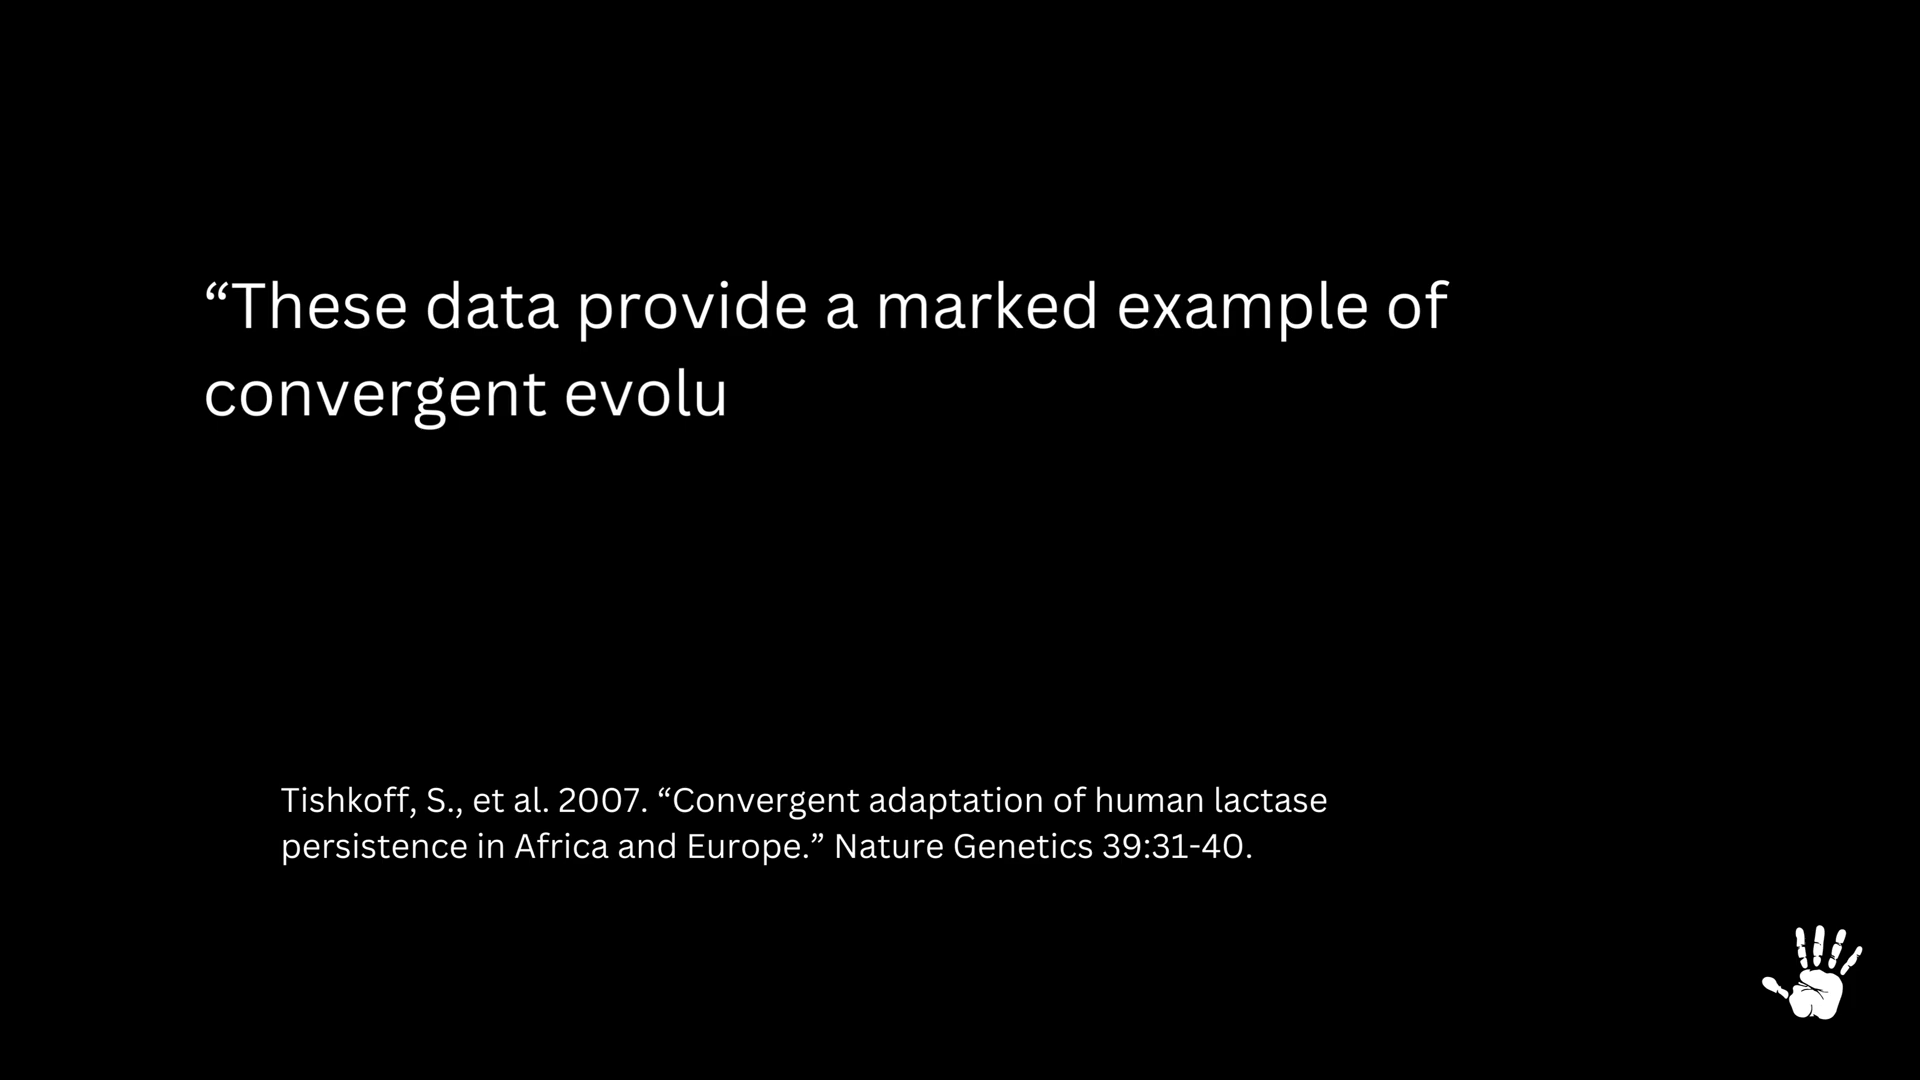 “These data provide a marked example of
convergent evolu
Tishkoff, S., et al. 2007. “Convergent adaptation of human lactase
persistence in Africa and Europe.” Nature Genetics 39:31-40.